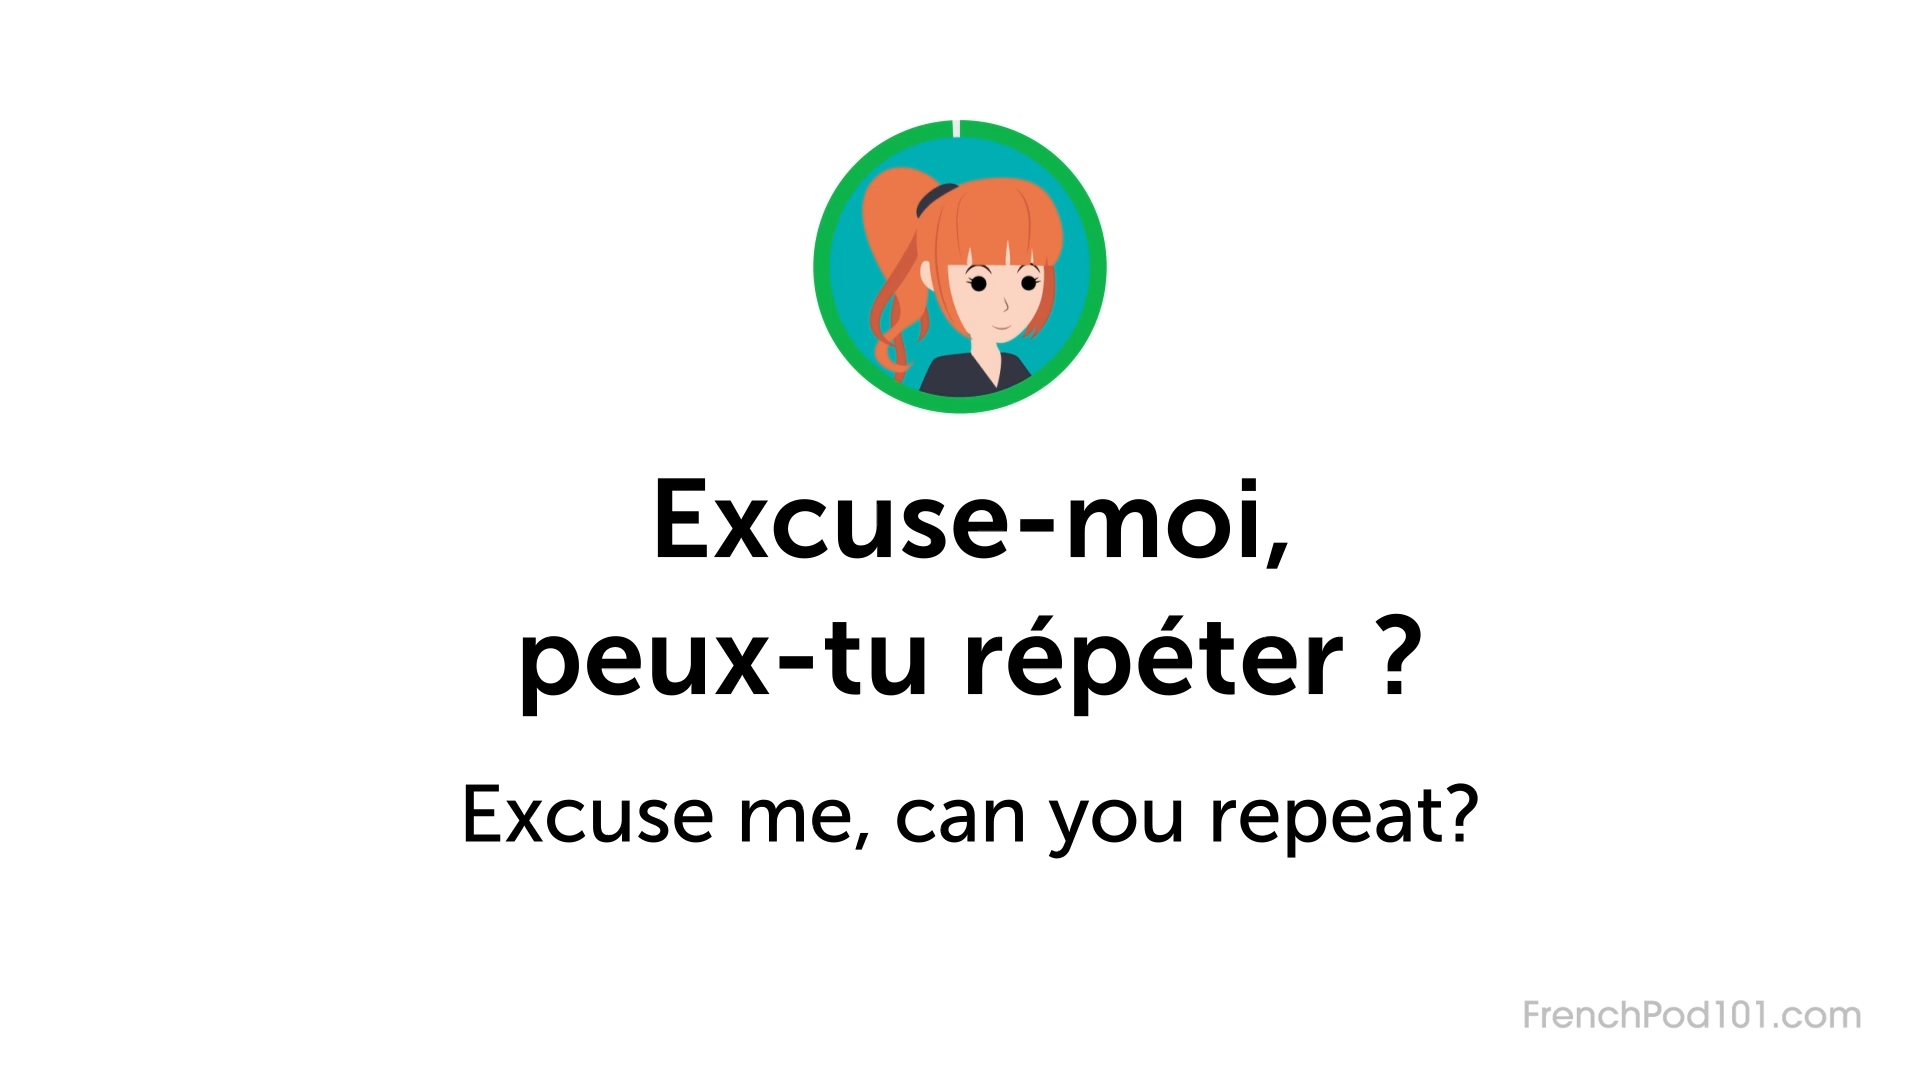 Excuse-moi,
peux-tu répéter ?
Excuse me, can you repeat?
FrenchPod101.com